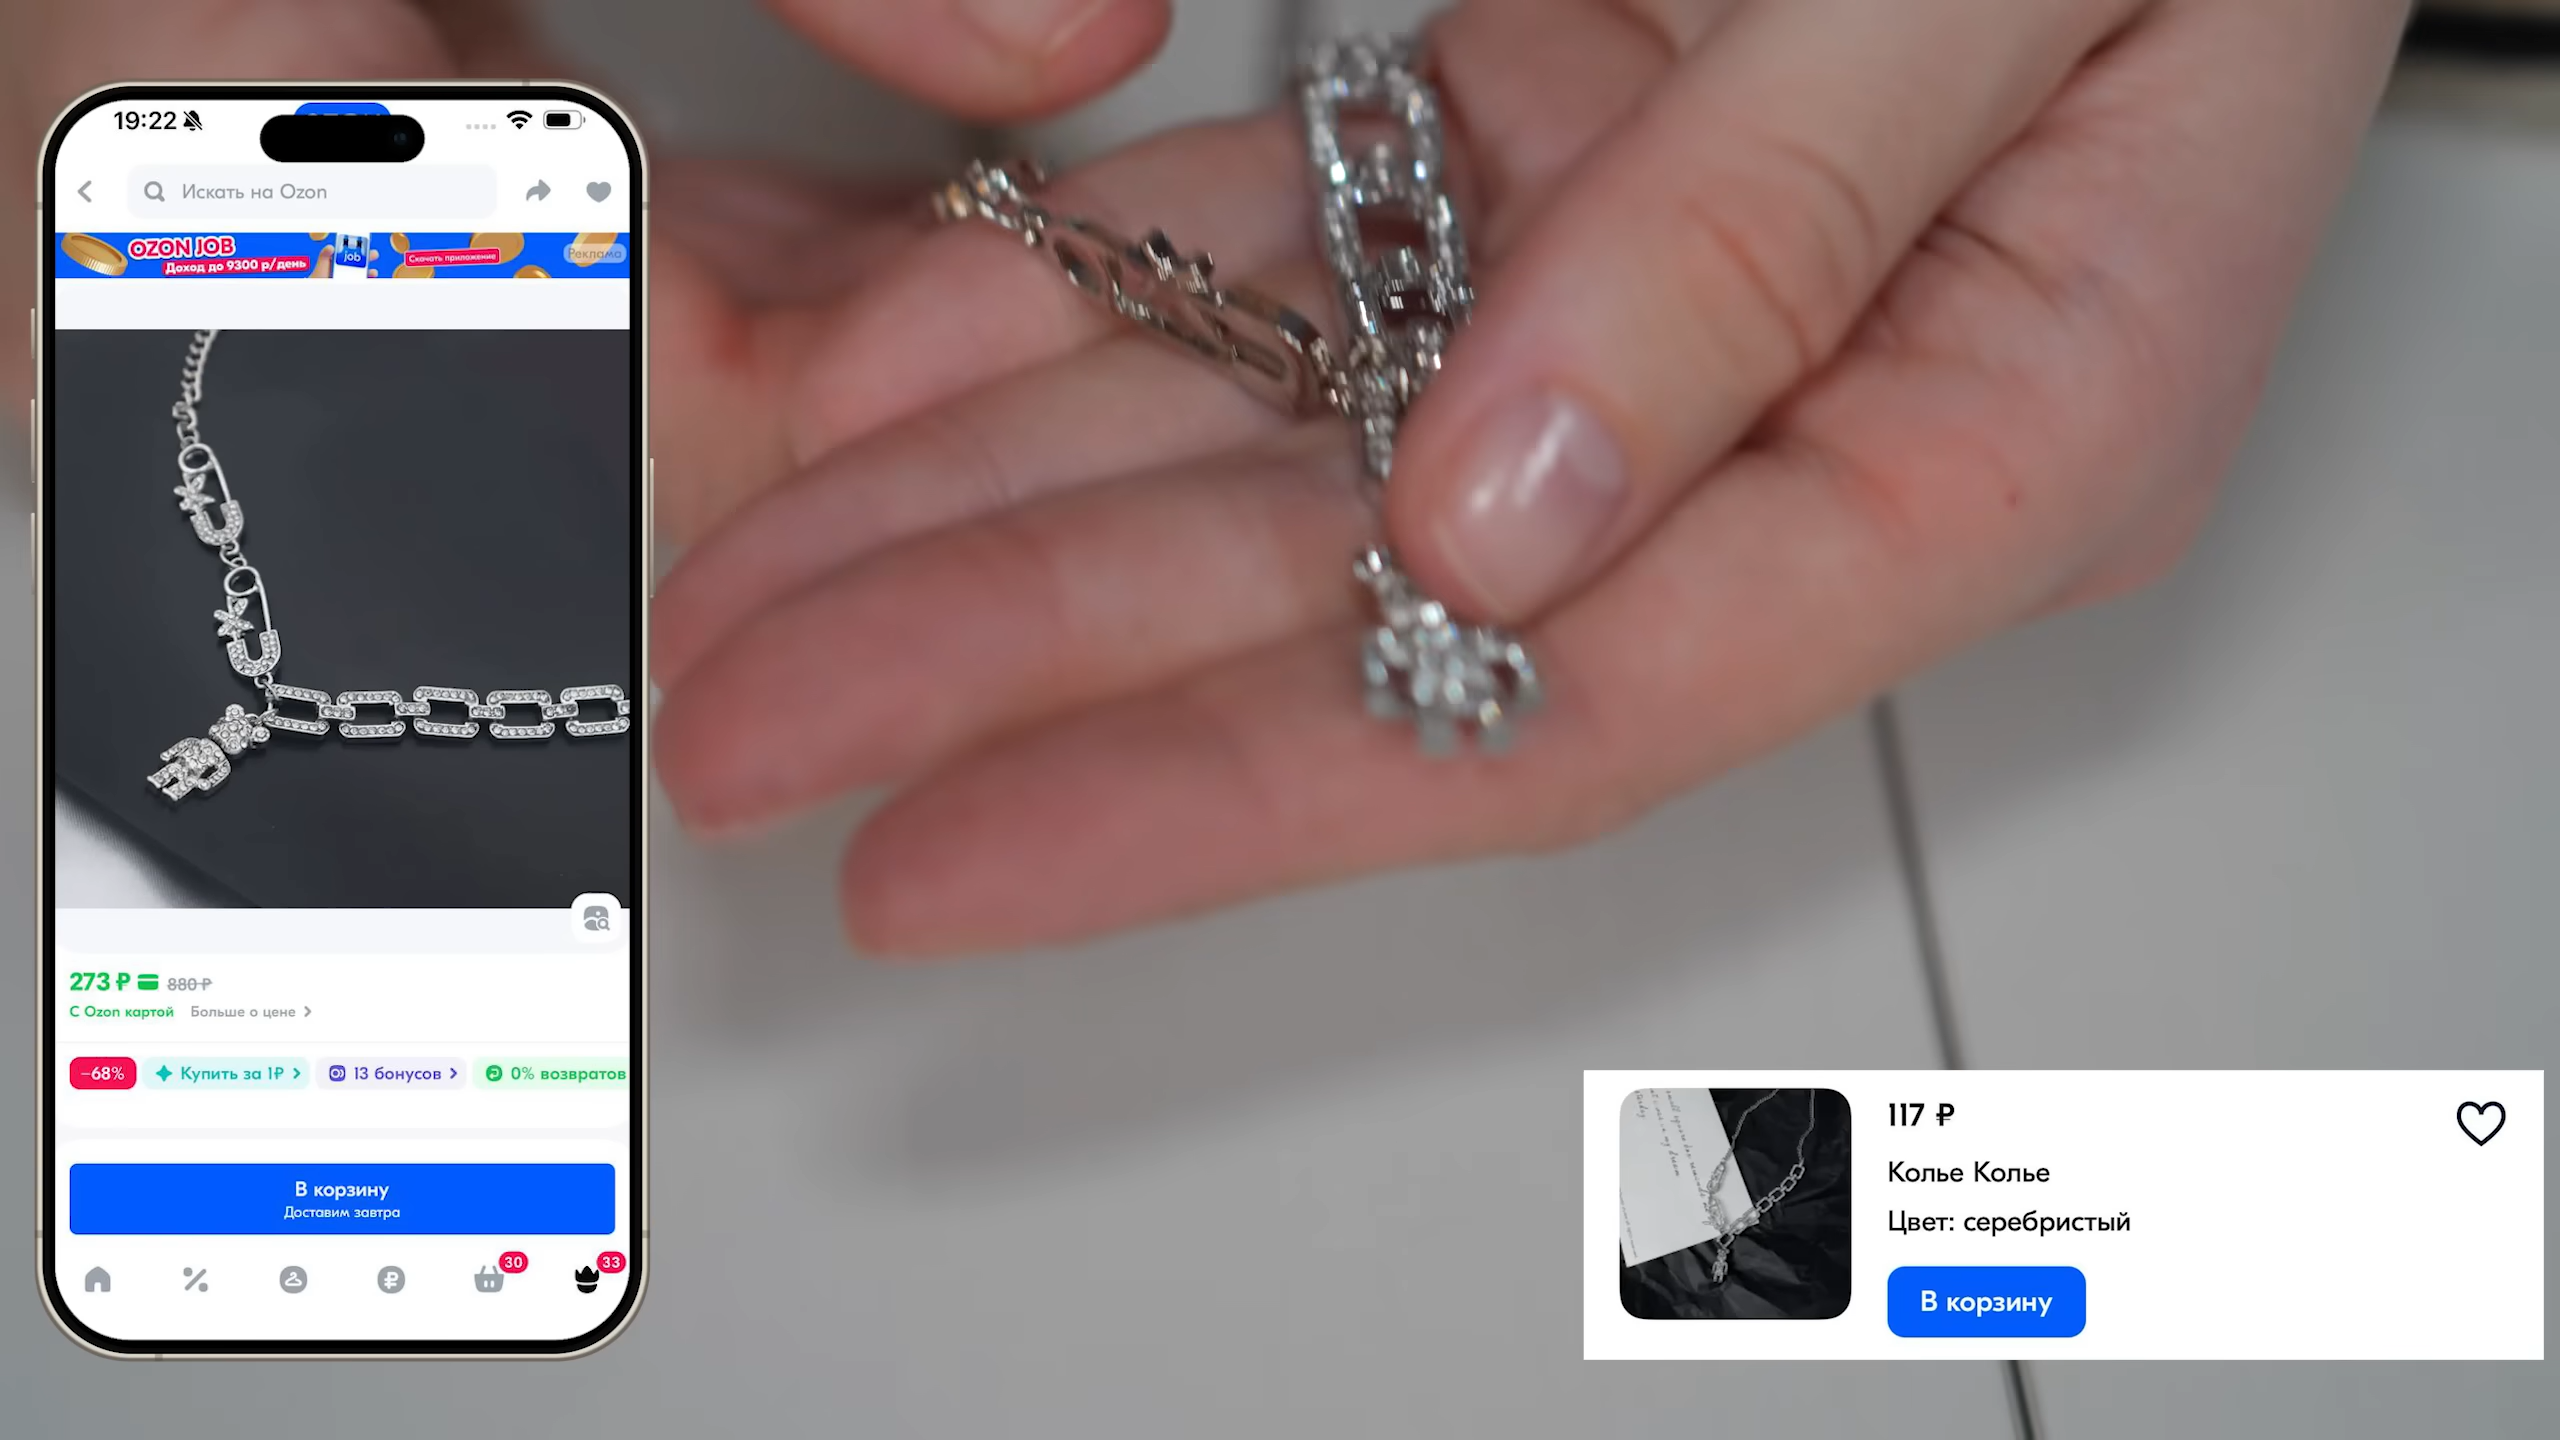 19:22
Искать на Ozon
OZON JOB
Доход до 9300 р/день
job
Скачать приложение
Реклама
273 ₽ 880 ₽
С Ozon картой Больше о цене
−68% Купить за 1₽ 13 бонусов 0% возвратов
В корзину
Доставим завтра
30
33
117 ₽
Колье Колье
Цвет: серебристый
В корзину